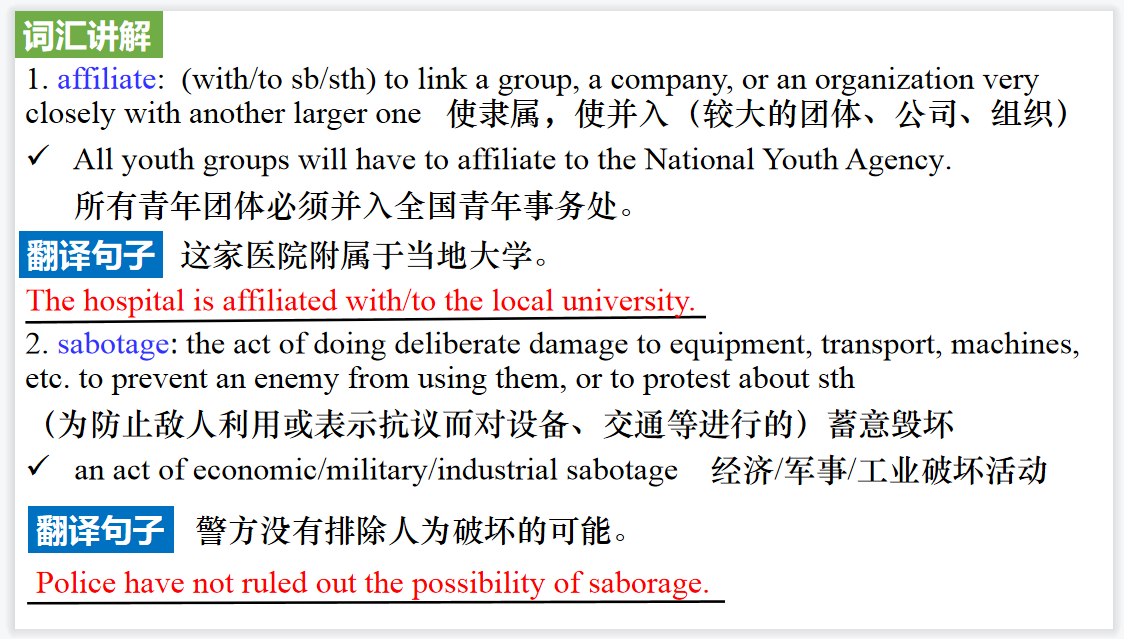 词汇讲解
1. affiliate: (with/to sb/sth) to link a group, a company, or an organization very
closely with another larger one 使隶属，使并入（较大的团体、公司、组织）
✓ All youth groups will have to affiliate to the National Youth Agency.
所有青年团体必须并入全国青年事务处。
翻译句子 这家医院附属于当地大学。
The hospital is affiliated with/to the local university.
2. sabotage: the act of doing deliberate damage to equipment, transport, machines,
etc. to prevent an enemy from using them, or to protest about sth
（为防止敌人利用或表示抗议而对设备、交通等进行的）蓄意毁坏
✓ an act of economic/military/industrial sabotage 经济/军事/工业破坏活动
翻译句子 警方没有排除人为破坏的可能。
Police have not ruled out the possibility of saborage.